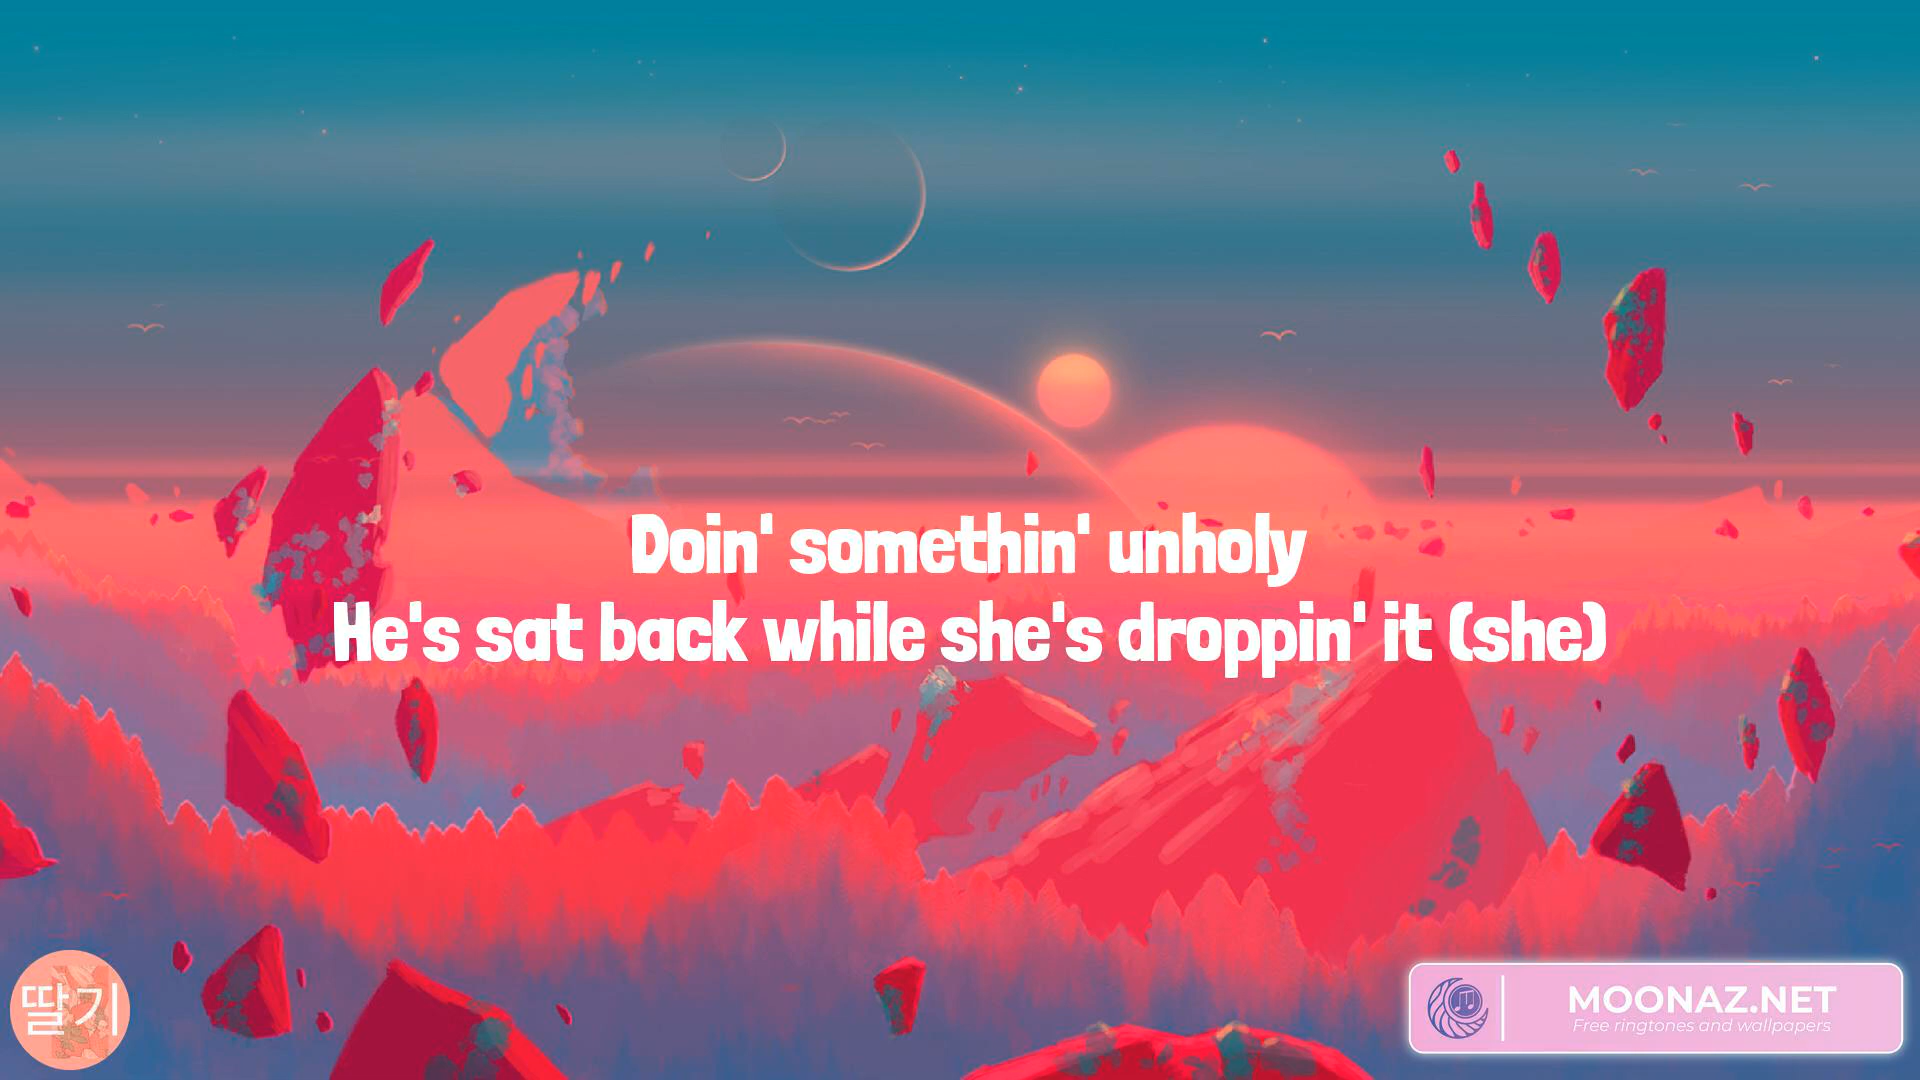 Doin' somethin' unholy
He's sat back while she's droppin' it (she)
딸기
MOONAZ.NET
Free ringtones and wallpapers